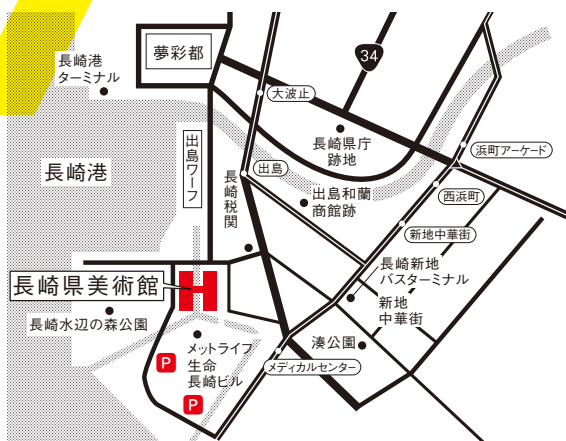 夢彩都
34
長崎港
ターミナル
大波止
長崎県庁
跡地
浜町アーケード
出島ワーフ
長崎港
出島
長崎税関
出島和蘭
商館跡
西浜町
新地中華街
長崎新地
バスターミナル
長崎県美術館
新地
中華街
長崎水辺の森公園
メットライフ
生命
長崎ビル
湊公園
メディカルセンター
P
P